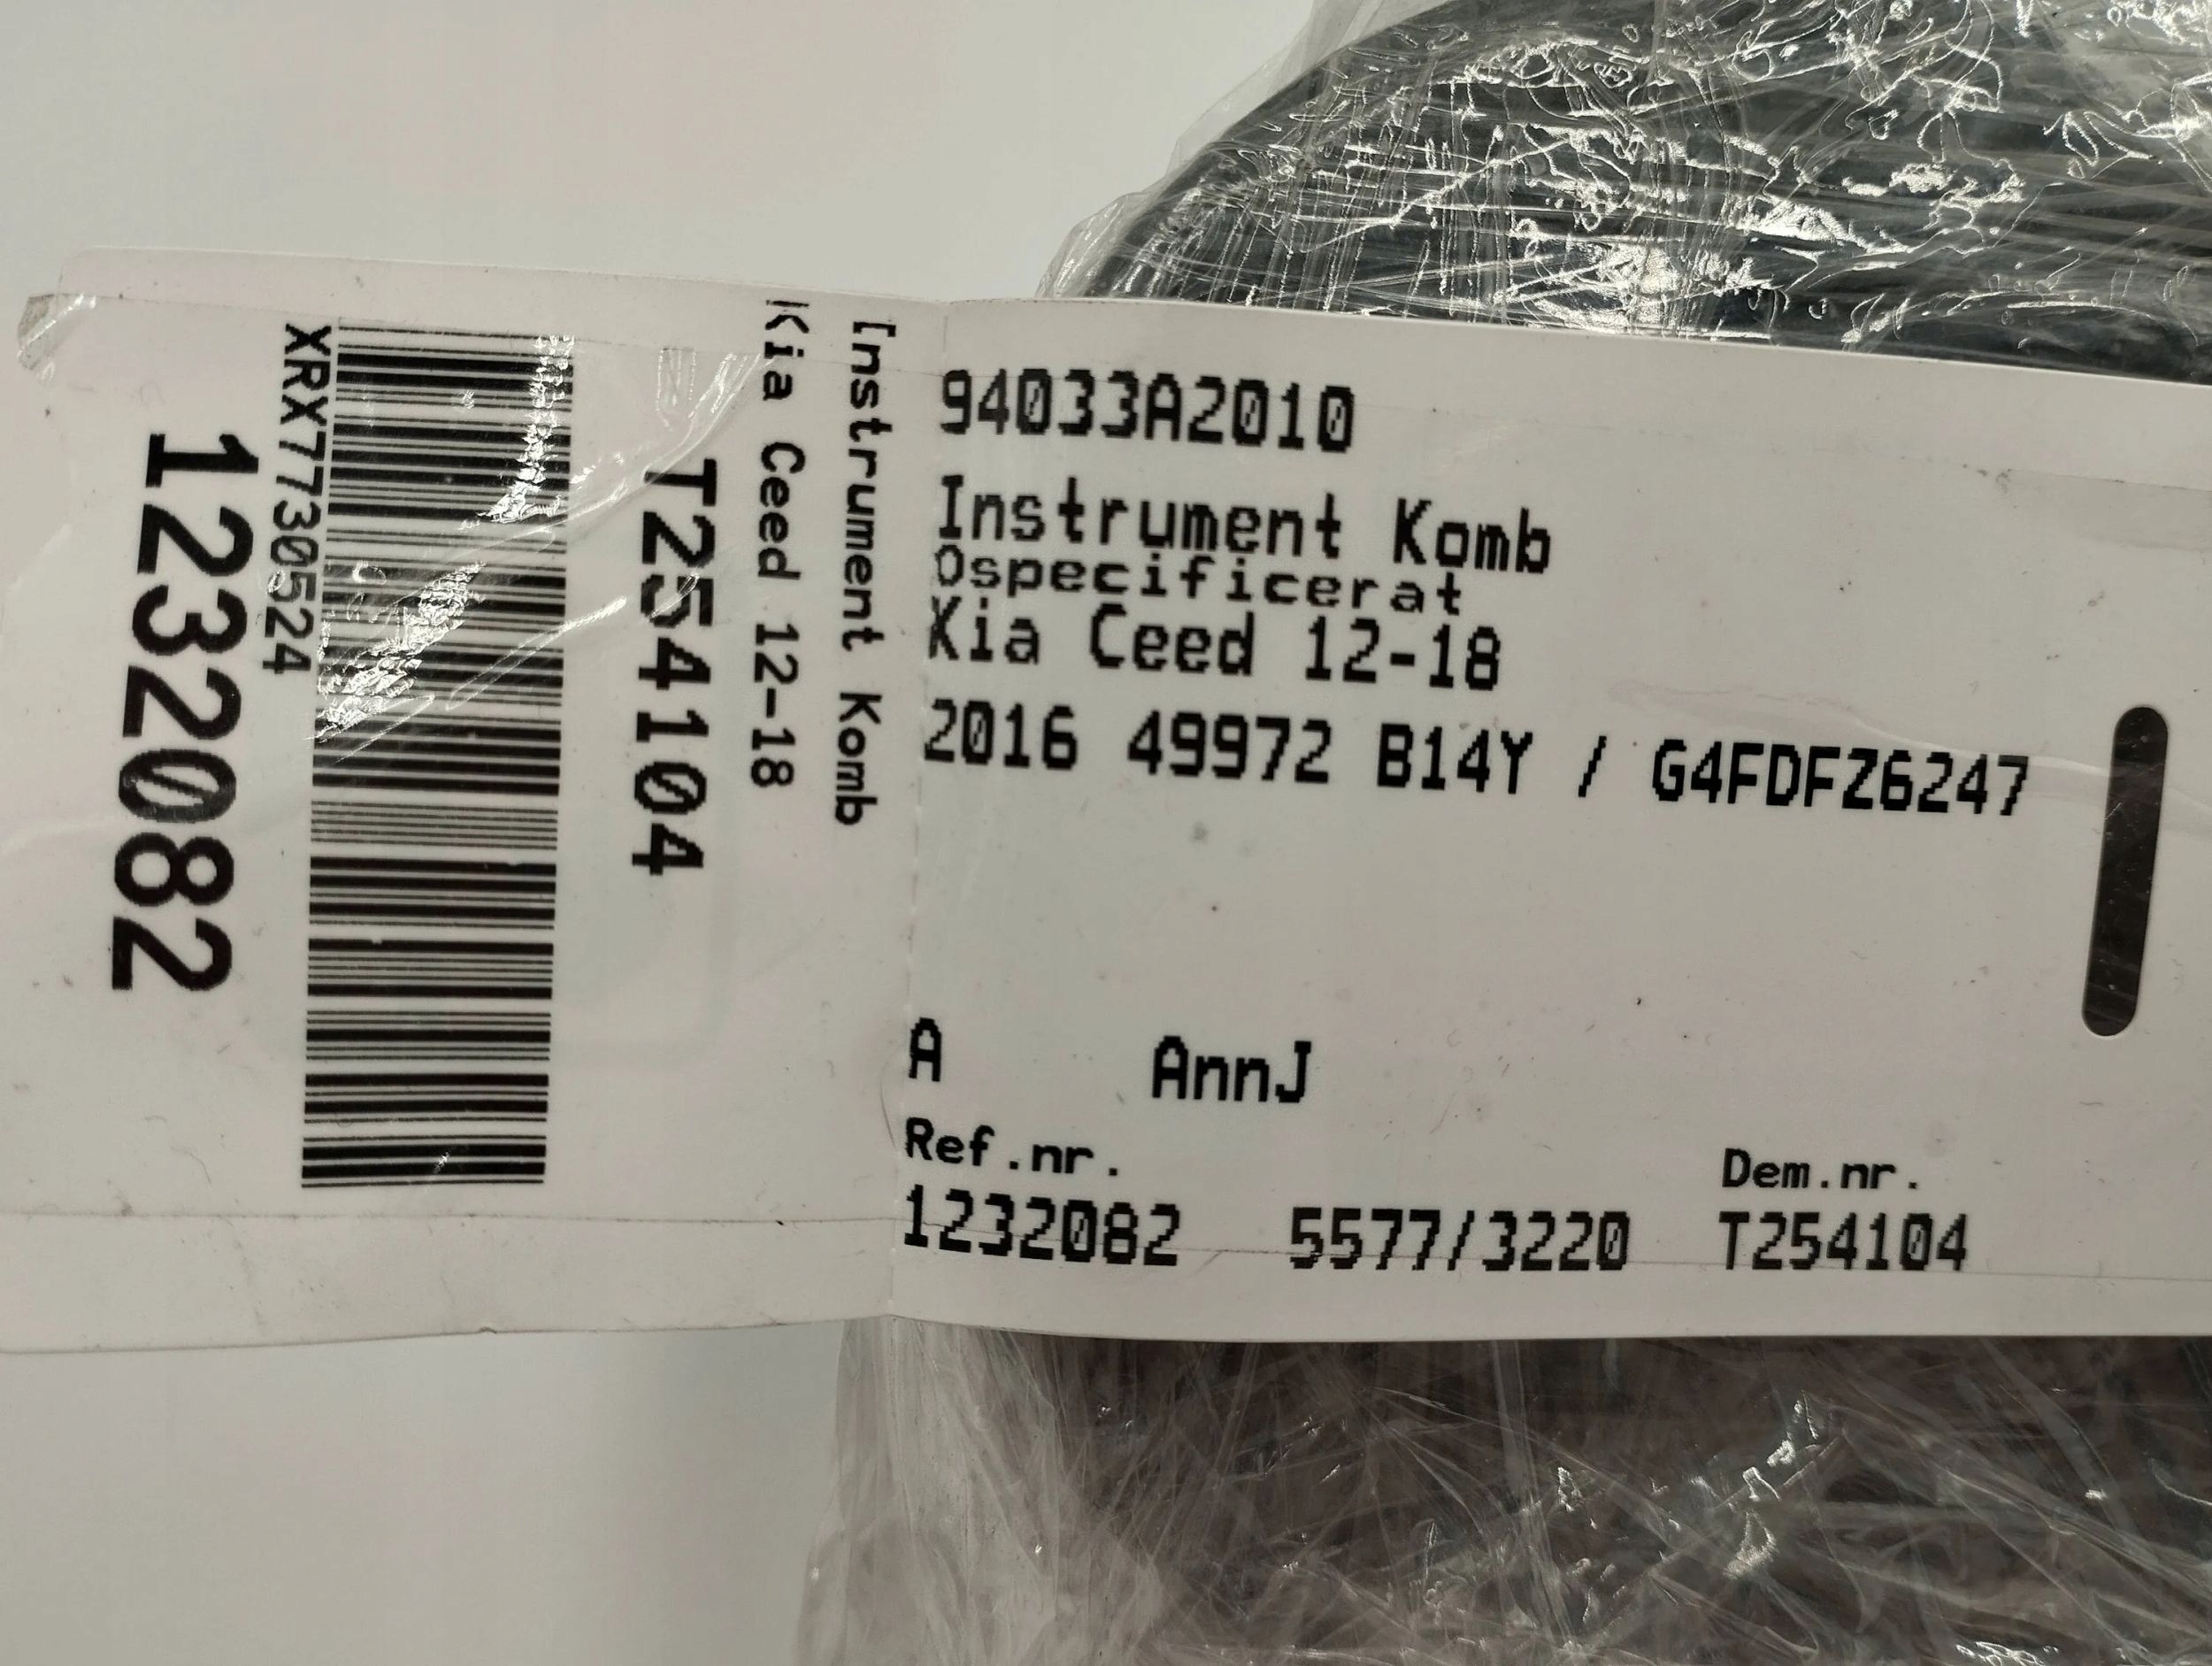 94033A2010
Instrument Komb
Ospecificerat
Kia Ceed 12-18
2016 49972 B14Y / G4FDFZ6247
A AnnJ
Ref.nr. Dem.nr.
1232082 5577/3220 T254104
Instrument Komb
Kia Ceed 12-18
T254104
XRX7730524
1232082